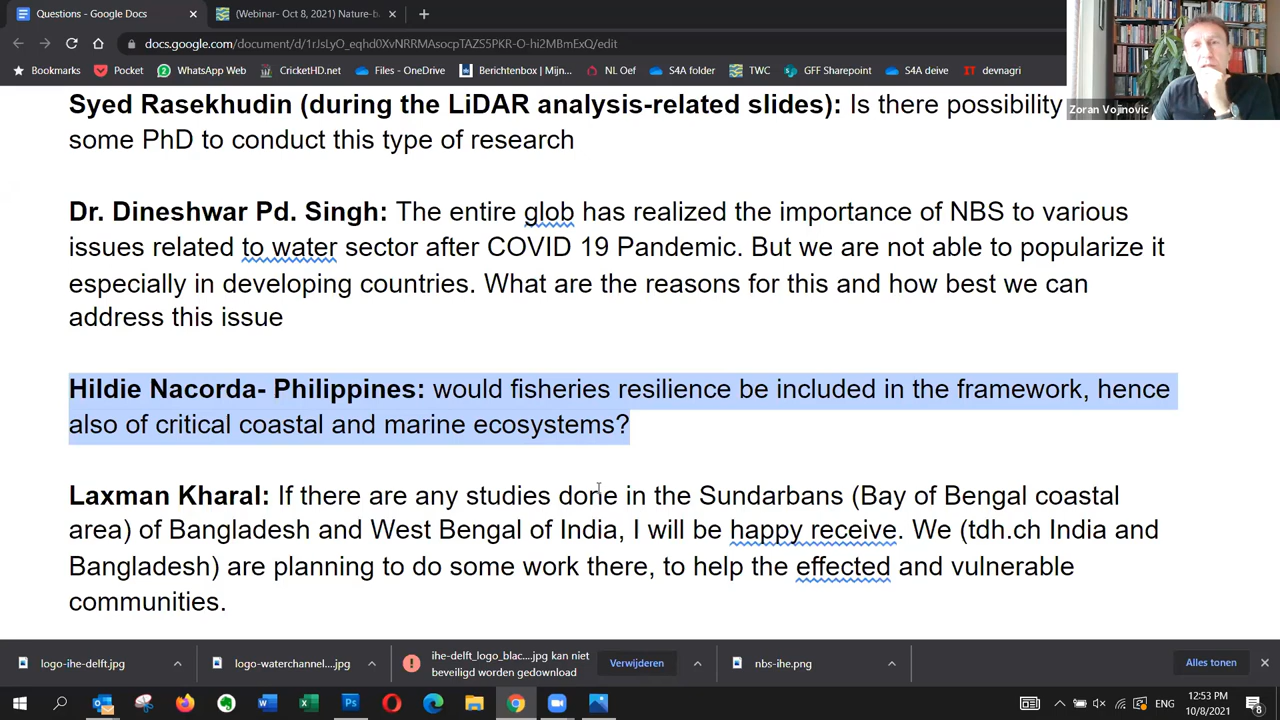 Questions - Google Docs
(Webinar- Oct 8, 2021) Nature-b
docs.google.com/document/d/1rJsLyO_eqhd0XvNRRMAsocpTAZS5PKR-O-hi2MBmExQ/edit
Bookmarks Pocket WhatsApp Web CricketHD.net Files - OneDrive Berichtenbox | Mijn... NL Oef S4A folder TWC GFF Sharepoint S4A deive devnagri
Zoran Vojinovic
Syed Rasekhudin (during the LiDAR analysis-related slides): Is there possibility
some PhD to conduct this type of research
Dr. Dineshwar Pd. Singh: The entire glob has realized the importance of NBS to various
issues related to water sector after COVID 19 Pandemic. But we are not able to popularize it
especially in developing countries. What are the reasons for this and how best we can
address this issue
Hildie Nacorda- Philippines: would fisheries resilience be included in the framework, hence
also of critical coastal and marine ecosystems?
Laxman Kharal: If there are any studies done in the Sundarbans (Bay of Bengal coastal
area) of Bangladesh and West Bengal of India, I will be happy receive. We (tdh.ch India and
Bangladesh) are planning to do some work there, to help the effected and vulnerable
communities.
logo-ihe-delft.jpg
logo-waterchannel....jpg
ihe-delft_logo_blac....jpg kan niet
beveiligd worden gedownload
Verwijderen
nbs-ihe.png
Alles tonen
ENG
12:53 PM
10/8/2021
8